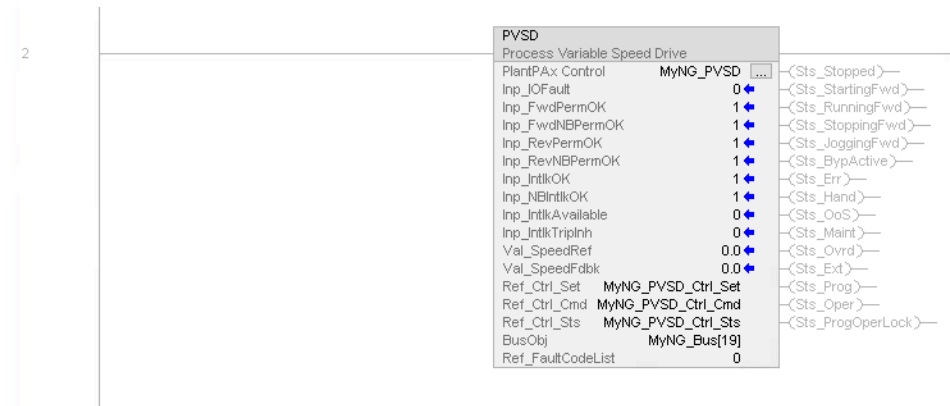 PVSD
2 Process Variable Speed Drive
PlantPAx Control MyNG_PVSD ... (Sts_Stopped)
Inp_IOFault 0 (Sts_StartingFwd)
Inp_FwdPermOK 1 (Sts_RunningFwd)
Inp_FwdNBPermOK 1 (Sts_StoppingFwd)
Inp_RevPermOK 1 (Sts_JoggingFwd)
Inp_RevNBPermOK 1 (Sts_BypActive)
Inp_IntlkOK 1 (Sts_Err)
Inp_NBIntlkOK 1 (Sts_Hand)
Inp_IntlkAvailable 0 (Sts_OoS)
Inp_IntlkTripInh 0 (Sts_Maint)
Val_SpeedRef 0.0 (Sts_Ovrd)
Val_SpeedFdbk 0.0 (Sts_Ext)
Ref_Ctrl_Set MyNG_PVSD_Ctrl_Set (Sts_Prog)
Ref_Ctrl_Cmd MyNG_PVSD_Ctrl_Cmd (Sts_Oper)
Ref_Ctrl_Sts MyNG_PVSD_Ctrl_Sts (Sts_ProgOperLock)
BusObj MyNG_Bus[19]
Ref_FaultCodeList 0